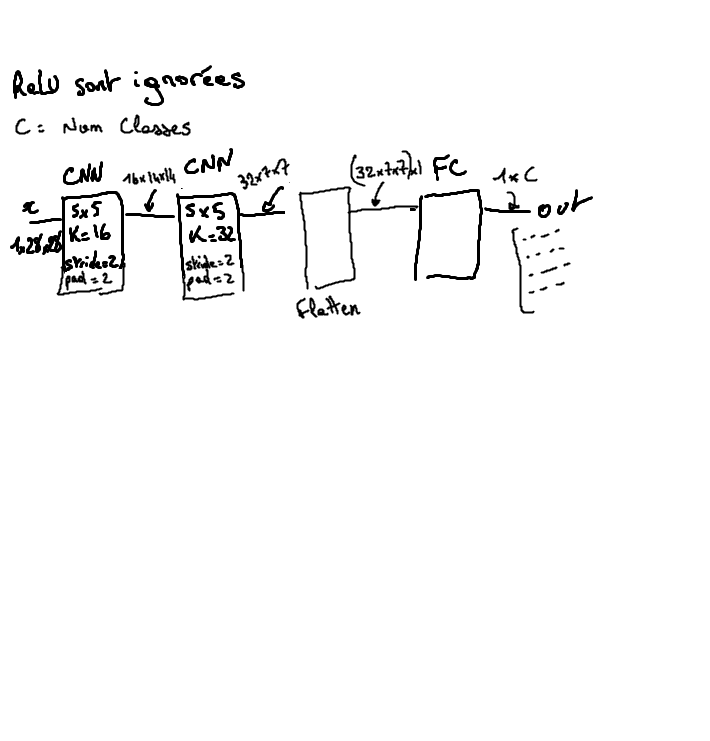 Relu sont ignorées
C = Num Classes
CNN
16x14x14
CNN
32x7x7
(32x7x7)x1
FC
1xC
x
1x28x28
5x5
K=16
stride=2
pad=2
5x5
K=32
stride=2
pad=2
out
Flatten